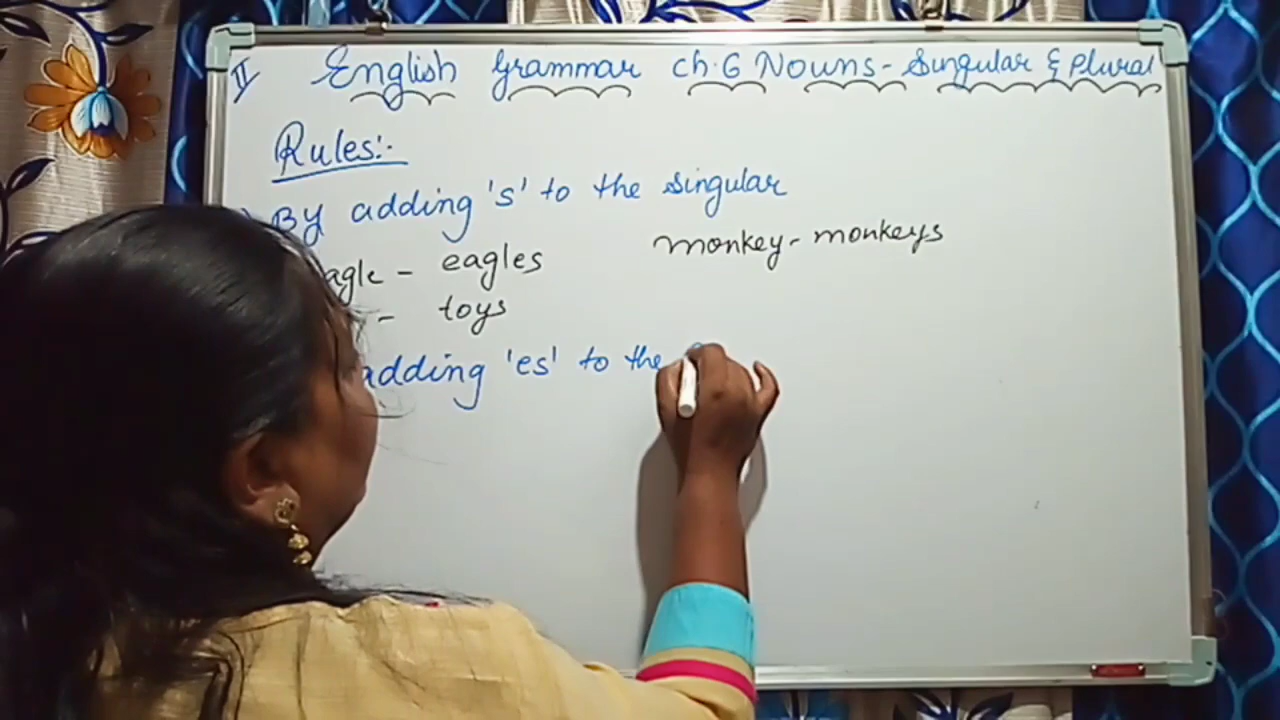 II English Grammar ch.6 Nouns - Singular & Plural
Rules:-
By adding 's' to the singular
- eagles monkey - monkeys
- toys
adding 'es' to the